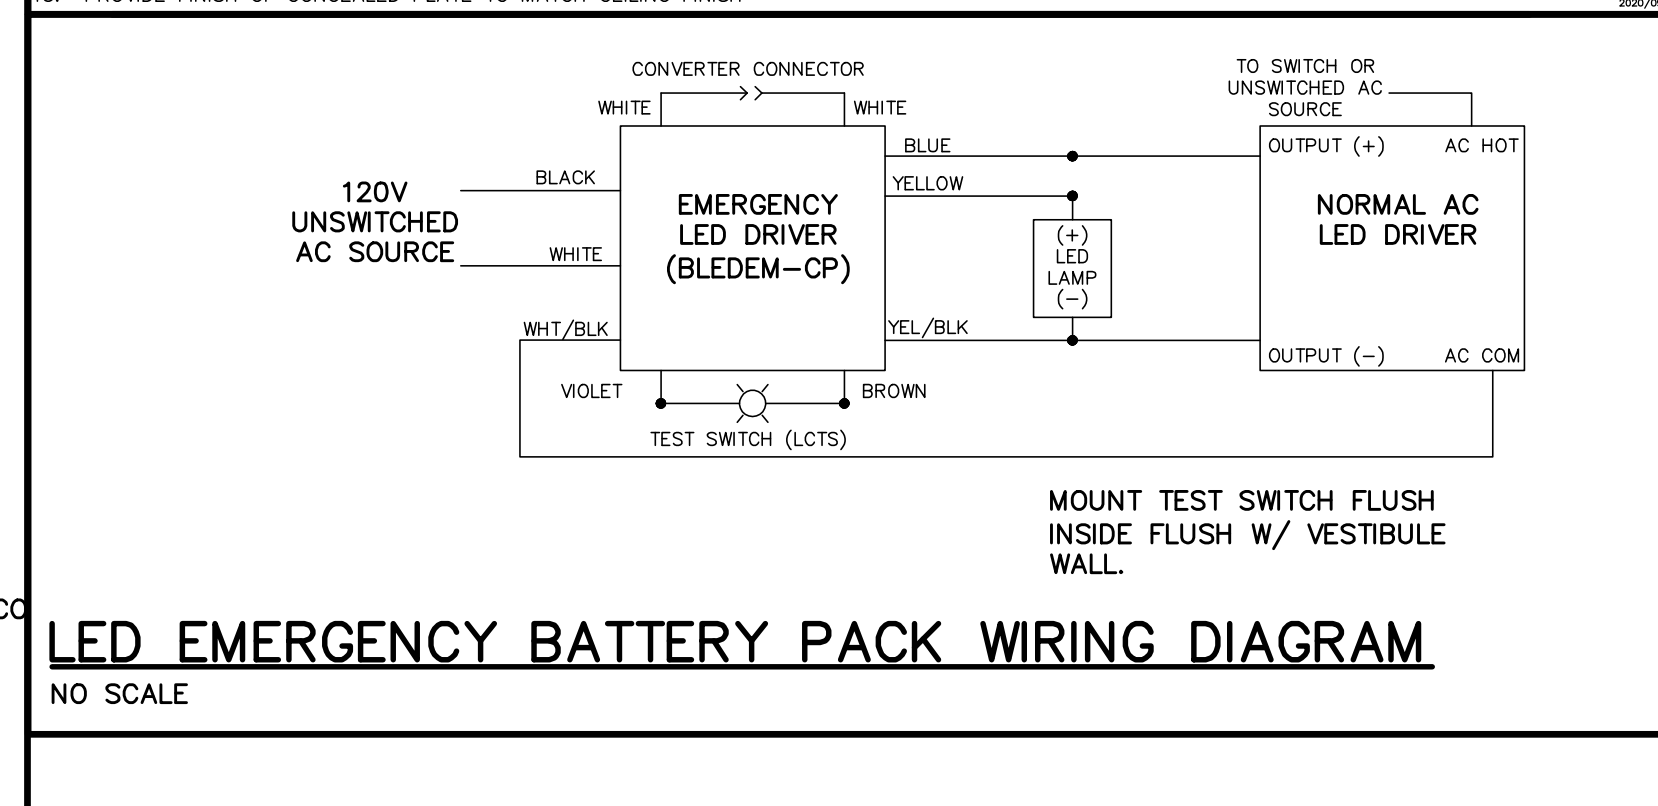 CONVERTER CONNECTOR
WHITE
WHITE
TO SWITCH OR
UNSWITCHED AC
SOURCE
BLACK
120V
UNSWITCHED
AC SOURCE
WHITE
WHT/BLK
EMERGENCY
LED DRIVER
(BLEDEM-CP)
BLUE
YELLOW
YEL/BLK
(+)
LED
LAMP
(-)
OUTPUT (+)
AC HOT
NORMAL AC
LED DRIVER
OUTPUT (-)
AC COM
VIOLET
BROWN
TEST SWITCH (LCTS)
MOUNT TEST SWITCH FLUSH
INSIDE FLUSH W/ VESTIBULE
WALL.
CO
LED EMERGENCY BATTERY PACK WIRING DIAGRAM
NO SCALE